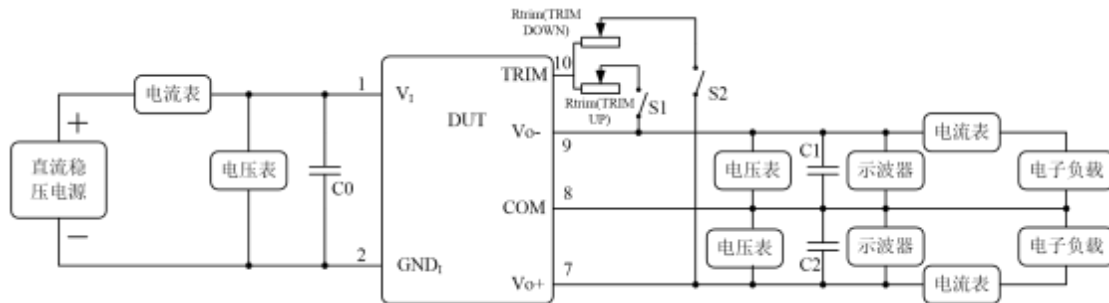 Rtrim(TRIM
DOWN)
10
TRIM
Rtrim(TRIM
UP)
S1
S2
电流表
1
V_I
DUT
+
直流稳
压电源
−
电压表
C0
Vo-
9
电流表
电压表
C1
示波器
电子负载
COM
8
电压表
C2
示波器
电子负载
2
GND_I
7
Vo+
电流表